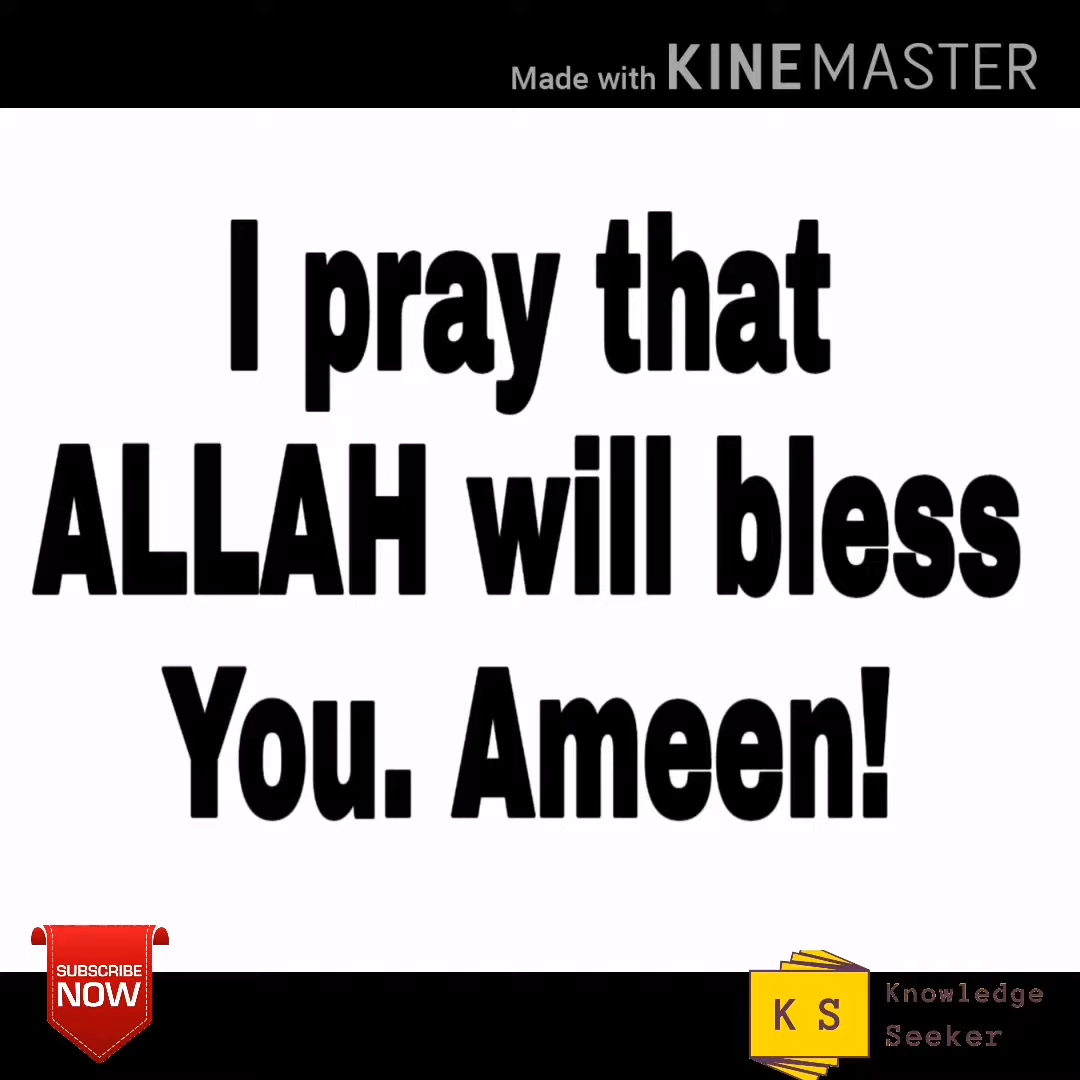 Made with KINEMASTER
I pray that
ALLAH will bless
You. Ameen!
SUBSCRIBE
NOW
K S
Knowledge
Seeker